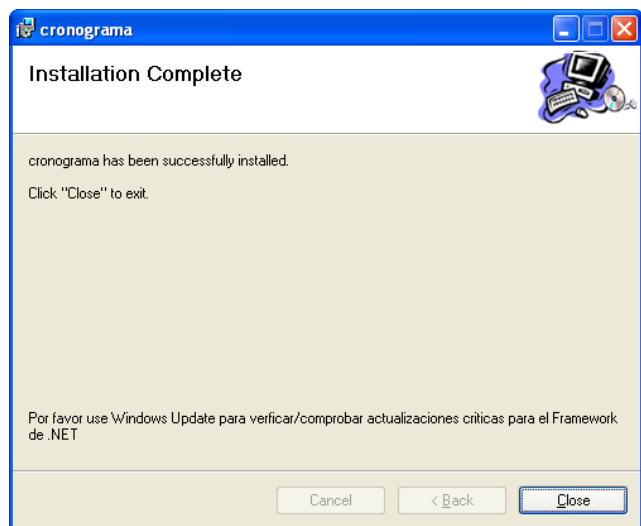 cronograma
Installation Complete
cronograma has been successfully installed.
Click "Close" to exit.
Por favor use Windows Update para verficar/comprobar actualizaciones criticas para el Framework
de .NET
Cancel
< Back
Close